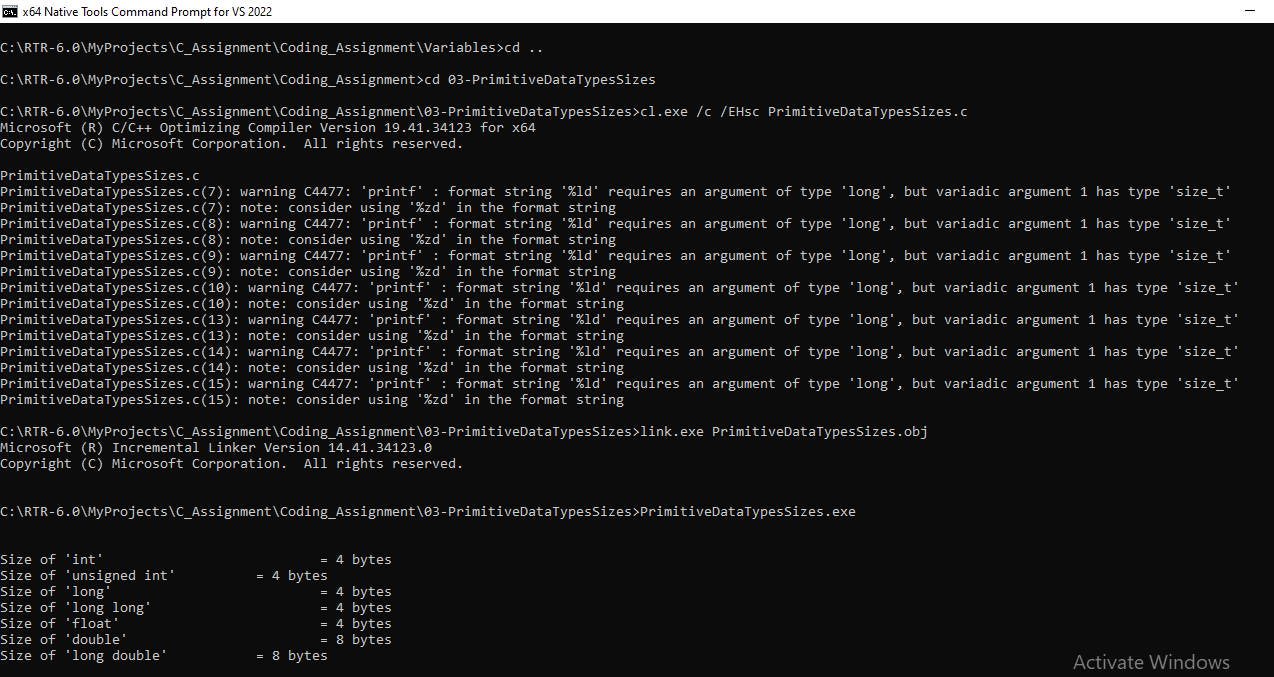 x64 Native Tools Command Prompt for VS 2022
C:\RTR-6.0\MyProjects\C_Assignment\Coding_Assignment\Variables>cd ..
C:\RTR-6.0\MyProjects\C_Assignment\Coding_Assignment>cd 03-PrimitiveDataTypesSizes
C:\RTR-6.0\MyProjects\C_Assignment\Coding_Assignment\03-PrimitiveDataTypesSizes>cl.exe /c /EHsc PrimitiveDataTypesSizes.c
Microsoft (R) C/C++ Optimizing Compiler Version 19.41.34123 for x64
Copyright (C) Microsoft Corporation.  All rights reserved.
PrimitiveDataTypesSizes.c
PrimitiveDataTypesSizes.c(7): warning C4477: 'printf' : format string '%ld' requires an argument of type 'long', but variadic argument 1 has type 'size_t'
PrimitiveDataTypesSizes.c(7): note: consider using '%zd' in the format string
PrimitiveDataTypesSizes.c(8): warning C4477: 'printf' : format string '%ld' requires an argument of type 'long', but variadic argument 1 has type 'size_t'
PrimitiveDataTypesSizes.c(8): note: consider using '%zd' in the format string
PrimitiveDataTypesSizes.c(9): warning C4477: 'printf' : format string '%ld' requires an argument of type 'long', but variadic argument 1 has type 'size_t'
PrimitiveDataTypesSizes.c(9): note: consider using '%zd' in the format string
PrimitiveDataTypesSizes.c(10): warning C4477: 'printf' : format string '%ld' requires an argument of type 'long', but variadic argument 1 has type 'size_t'
PrimitiveDataTypesSizes.c(10): note: consider using '%zd' in the format string
PrimitiveDataTypesSizes.c(13): warning C4477: 'printf' : format string '%ld' requires an argument of type 'long', but variadic argument 1 has type 'size_t'
PrimitiveDataTypesSizes.c(13): note: consider using '%zd' in the format string
PrimitiveDataTypesSizes.c(14): warning C4477: 'printf' : format string '%ld' requires an argument of type 'long', but variadic argument 1 has type 'size_t'
PrimitiveDataTypesSizes.c(14): note: consider using '%zd' in the format string
PrimitiveDataTypesSizes.c(15): warning C4477: 'printf' : format string '%ld' requires an argument of type 'long', but variadic argument 1 has type 'size_t'
PrimitiveDataTypesSizes.c(15): note: consider using '%zd' in the format string
C:\RTR-6.0\MyProjects\C_Assignment\Coding_Assignment\03-PrimitiveDataTypesSizes>link.exe PrimitiveDataTypesSizes.obj
Microsoft (R) Incremental Linker Version 14.41.34123.0
Copyright (C) Microsoft Corporation.  All rights reserved.
C:\RTR-6.0\MyProjects\C_Assignment\Coding_Assignment\03-PrimitiveDataTypesSizes>PrimitiveDataTypesSizes.exe
Size of 'int'                           = 4 bytes
Size of 'unsigned int'          = 4 bytes
Size of 'long'                          = 4 bytes
Size of 'long long'                     = 4 bytes
Size of 'float'                         = 4 bytes
Size of 'double'                        = 8 bytes
Size of 'long double'           = 8 bytes
Activate Windows